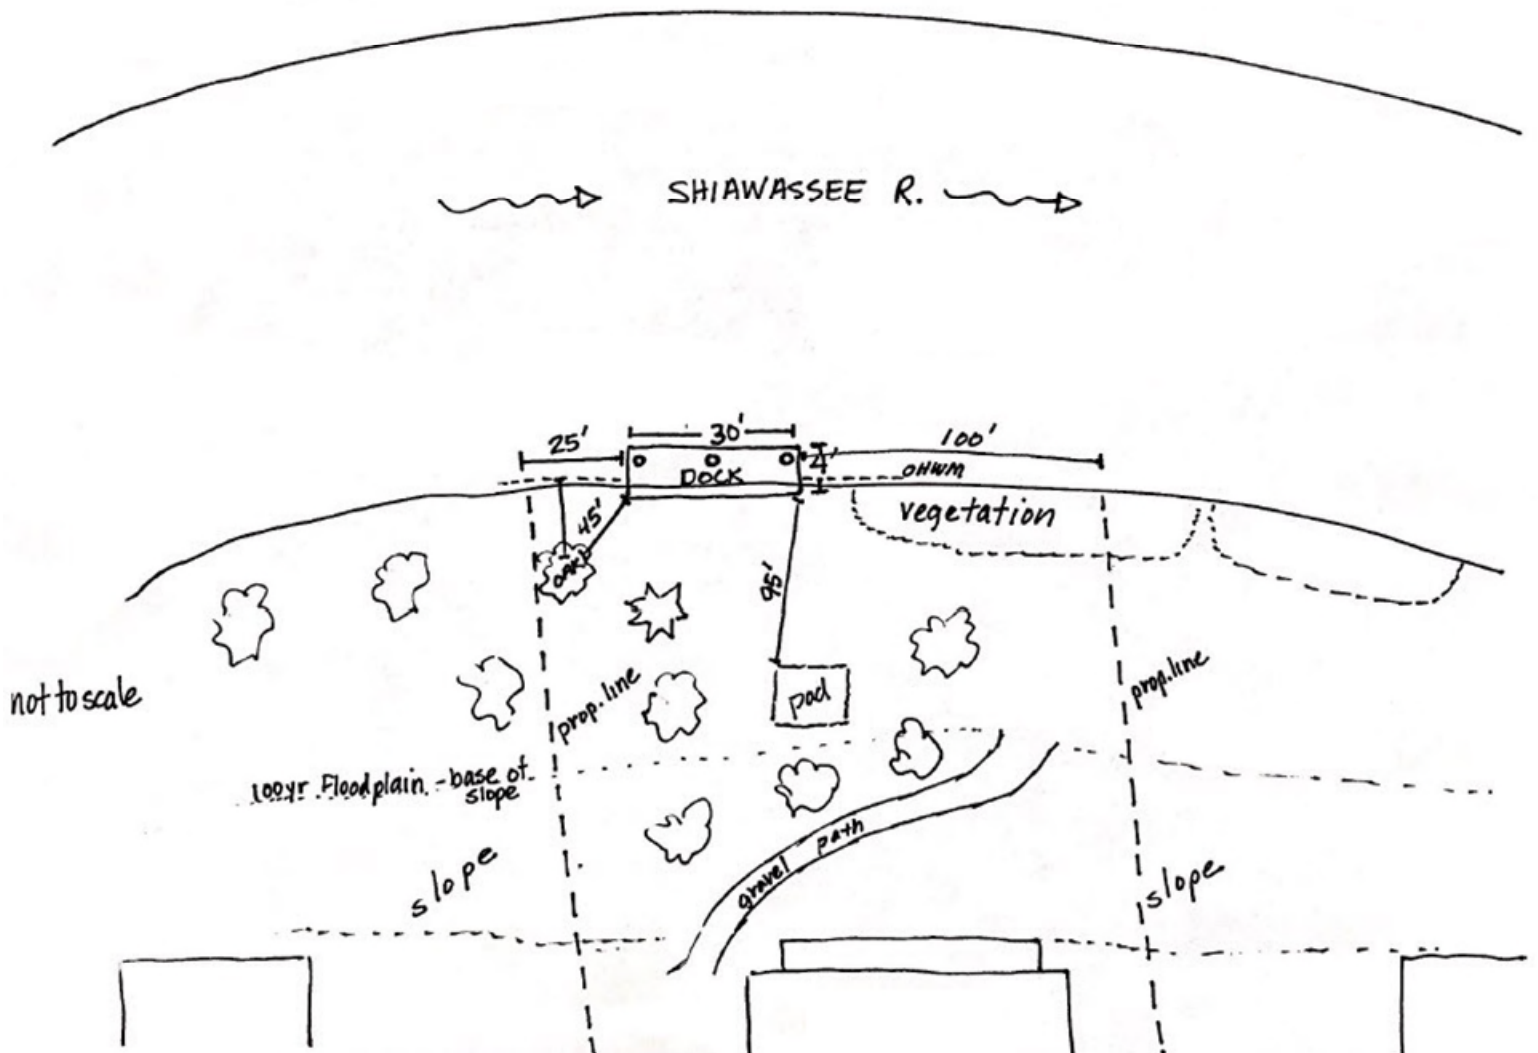 SHIAWASSEE R.
25'
30'
4'
100'
DOCK
OHWM
45'
OAK
vegetation
95'
pad
not to scale
prop. line
prop. line
100yr Floodplain - base of
slope
slope
gravel path
slope